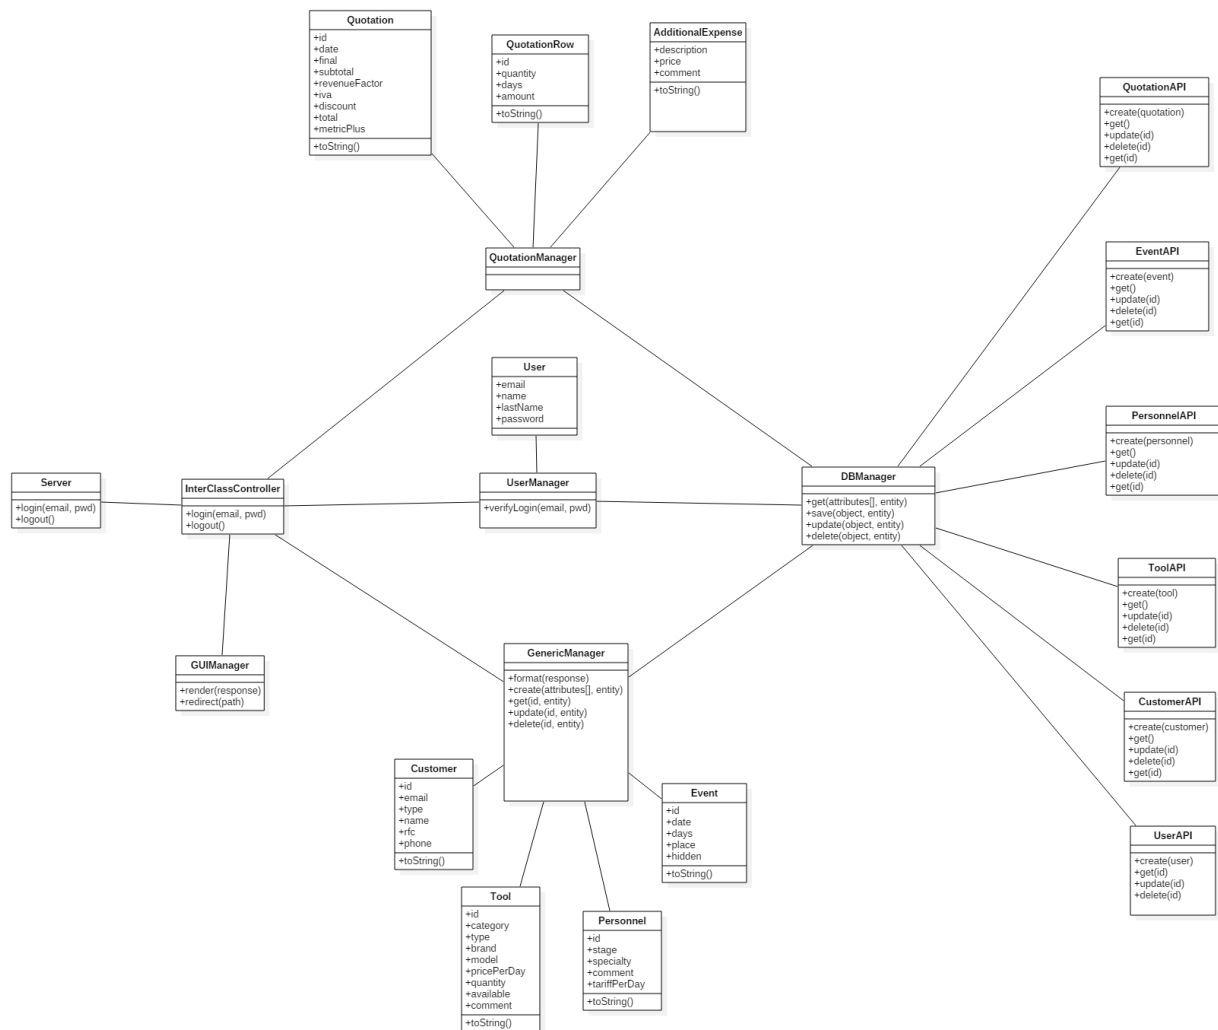 Quotation
+id
+date
+final
+subtotal
+revenueFactor
+iva
+discount
+total
+metricPlus
+toString()
QuotationRow
+id
+quantity
+days
+amount
+toString()
AdditionalExpense
+description
+price
+comment
+toString()
QuotationAPI
+create(quotation)
+get()
+update(id)
+delete(id)
+get(id)
QuotationManager
EventAPI
+create(event)
+get()
+update(id)
+delete(id)
+get(id)
User
+email
+name
+lastName
+password
PersonnelAPI
+create(personnel)
+get()
+update(id)
+delete(id)
+get(id)
Server
+login(email, pwd)
+logout()
InterClassController
+login(email, pwd)
+logout()
UserManager
+verifyLogin(email, pwd)
DBManager
+get(attributes[], entity)
+save(object, entity)
+update(object, entity)
+delete(object, entity)
ToolAPI
+create(tool)
+get()
+update(id)
+delete(id)
+get(id)
GUIManager
+render(response)
+redirect(path)
GenericManager
+format(response)
+create(attributes[], entity)
+get(id, entity)
+update(id, entity)
+delete(id, entity)
CustomerAPI
+create(customer)
+get()
+update(id)
+delete(id)
+get(id)
Customer
+id
+email
+type
+name
+rfc
+phone
+toString()
Event
+id
+date
+days
+place
+hidden
+toString()
UserAPI
+create(user)
+get(id)
+update(id)
+delete(id)
Tool
+id
+category
+type
+brand
+model
+pricePerDay
+quantity
+available
+comment
+toString()
Personnel
+id
+stage
+specialty
+comment
+tariffPerDay
+toString()